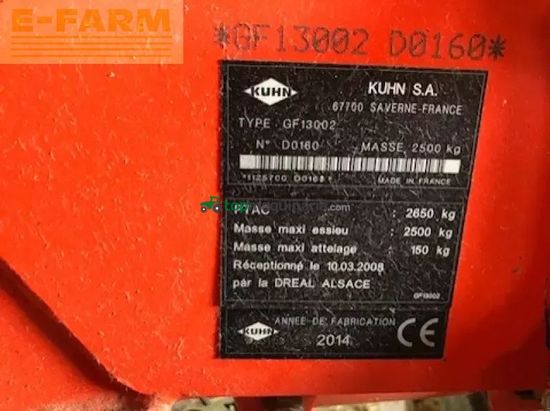 E-FARM
*GF13002 D0160*
KUHN KUHN S.A.
67700 SAVERNE-FRANCE
TYPE GF13002
N° D0160 MASSE 2500 kg
MADE IN FRANCE
PTAC : 2650 kg
Masse maxi essieu : 2500 kg
Masse maxi attelage : 150 kg
Réceptionné le 10.03.2008
par la DREAL ALSACE
GF13002
KUHN ANNÉE DE FABRICATION
2014 CE